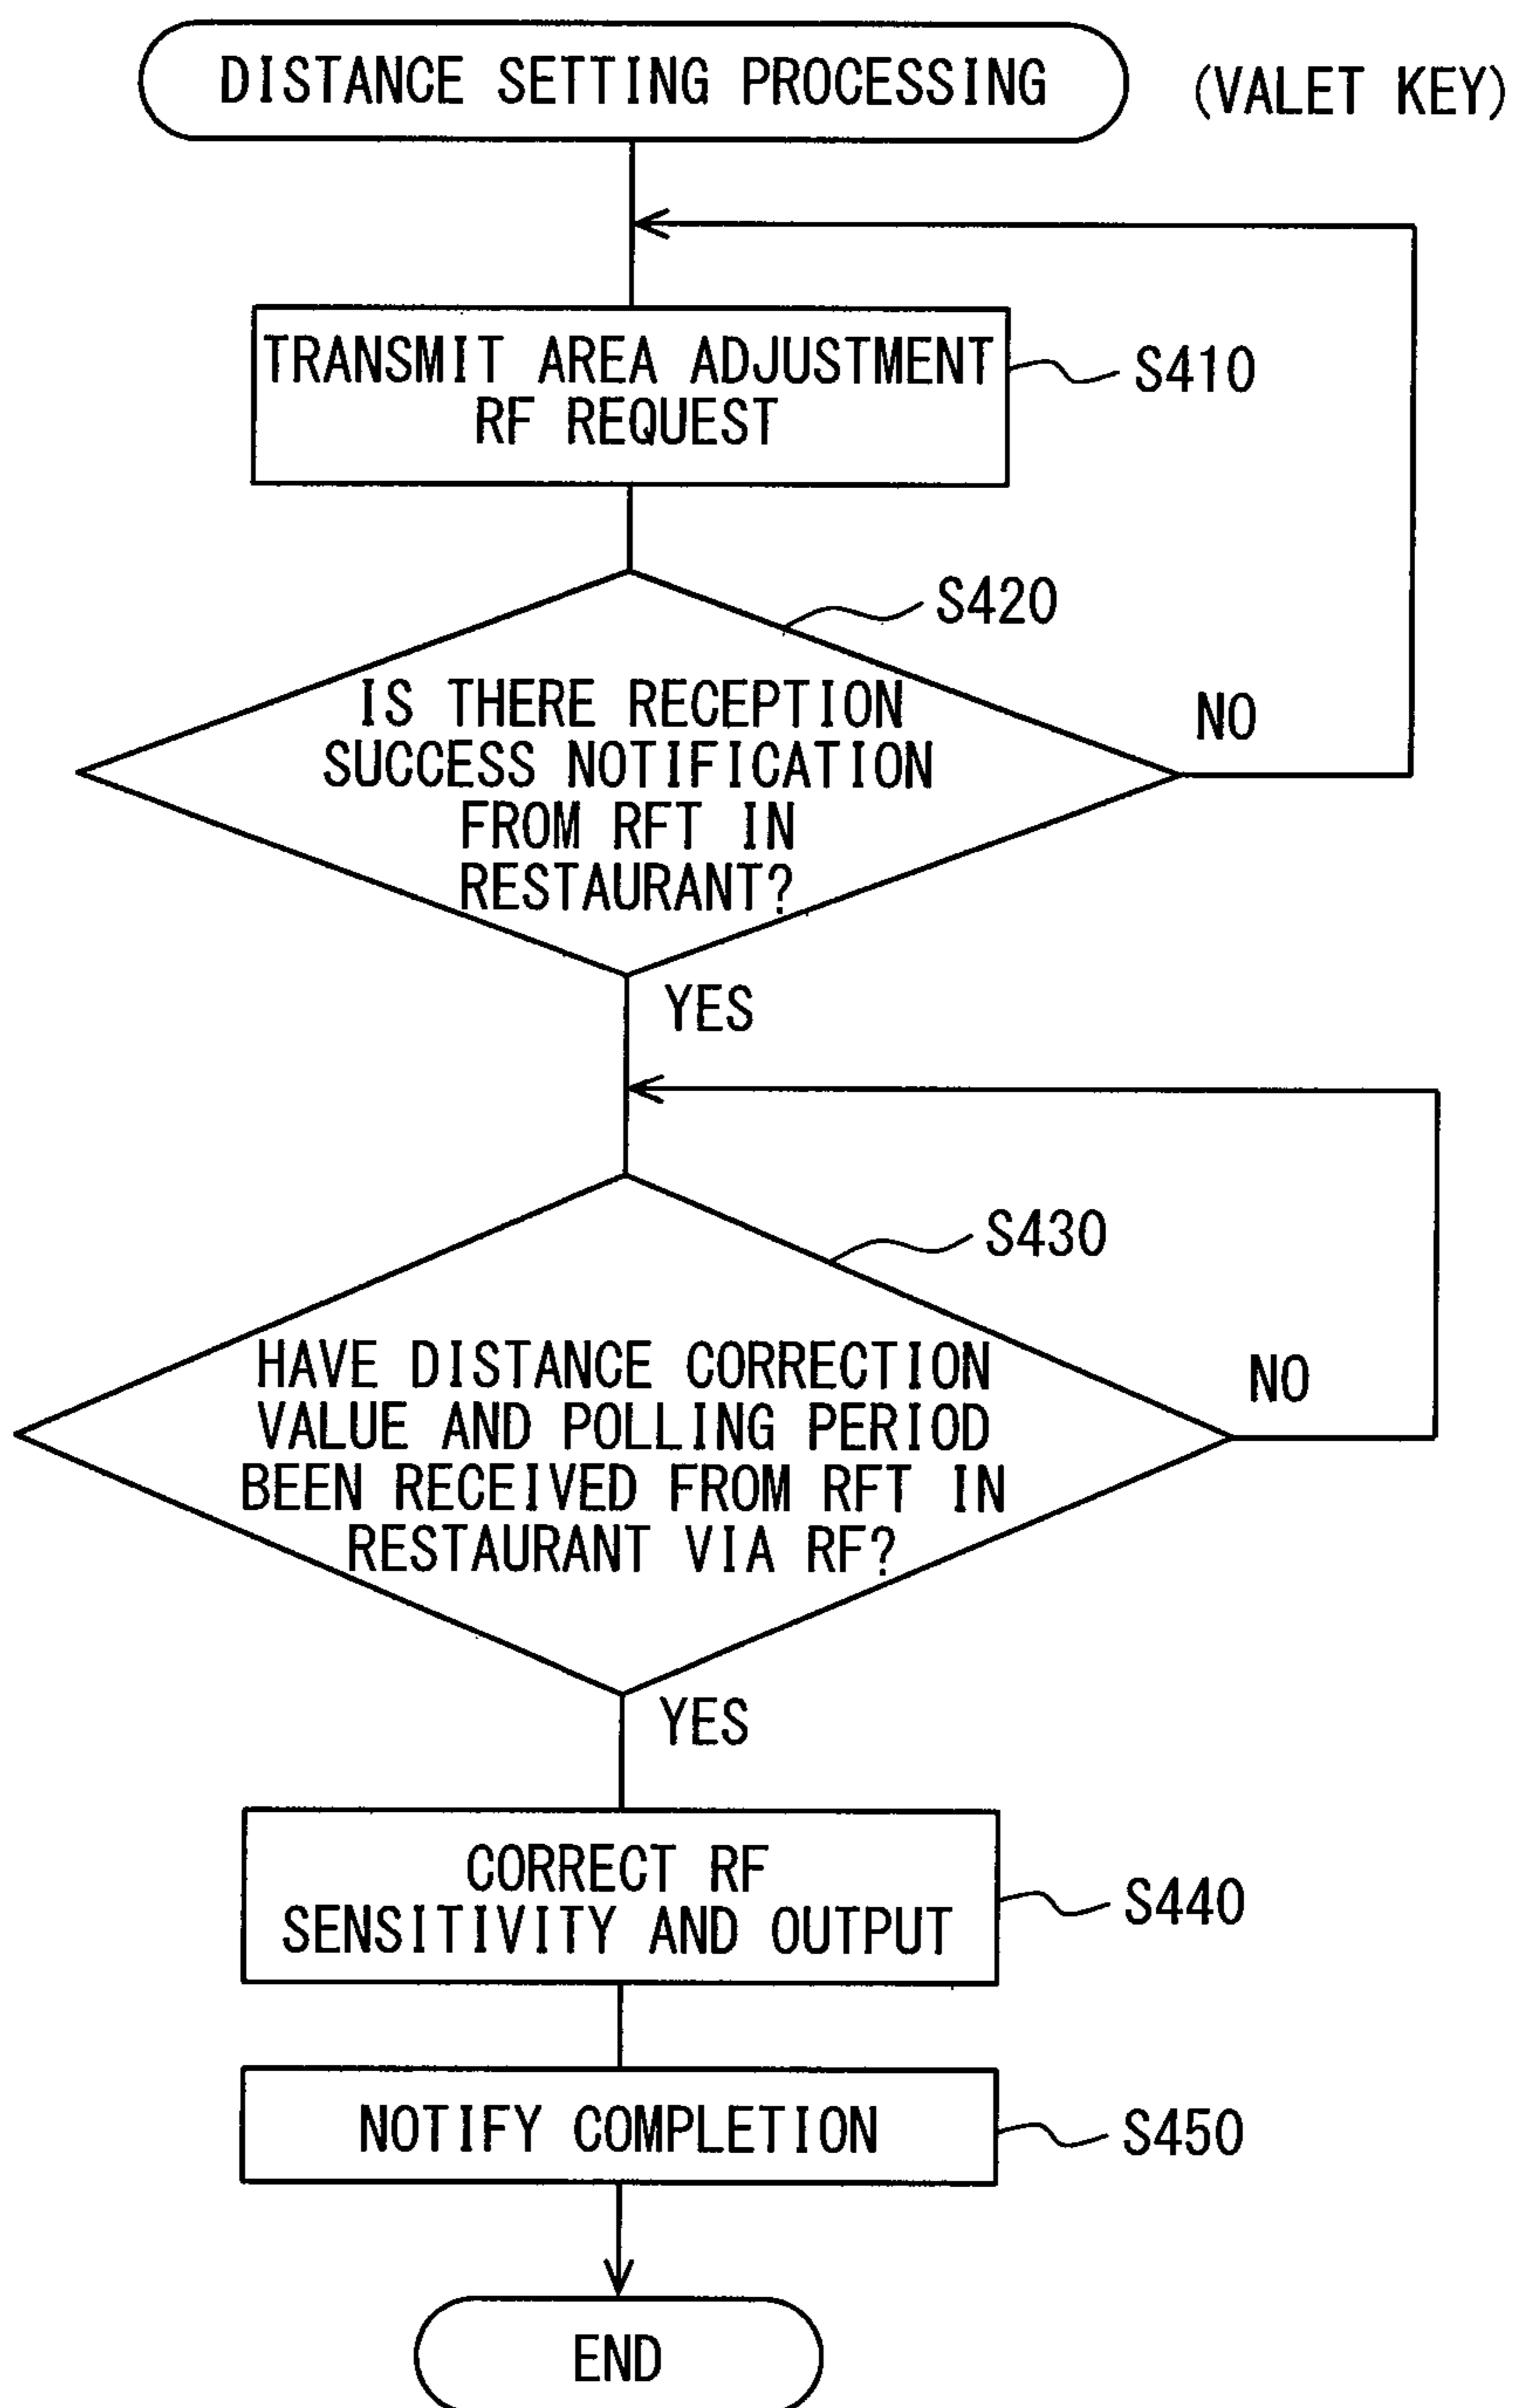 DISTANCE SETTING PROCESSING
(VALET KEY)
TRANSMIT AREA ADJUSTMENT
RF REQUEST
S410
S420
IS THERE RECEPTION
SUCCESS NOTIFICATION
FROM RFT IN
RESTAURANT?
NO
YES
S430
HAVE DISTANCE CORRECTION
VALUE AND POLLING PERIOD
BEEN RECEIVED FROM RFT IN
RESTAURANT VIA RF?
NO
YES
CORRECT RF
SENSITIVITY AND OUTPUT
S440
NOTIFY COMPLETION
S450
END